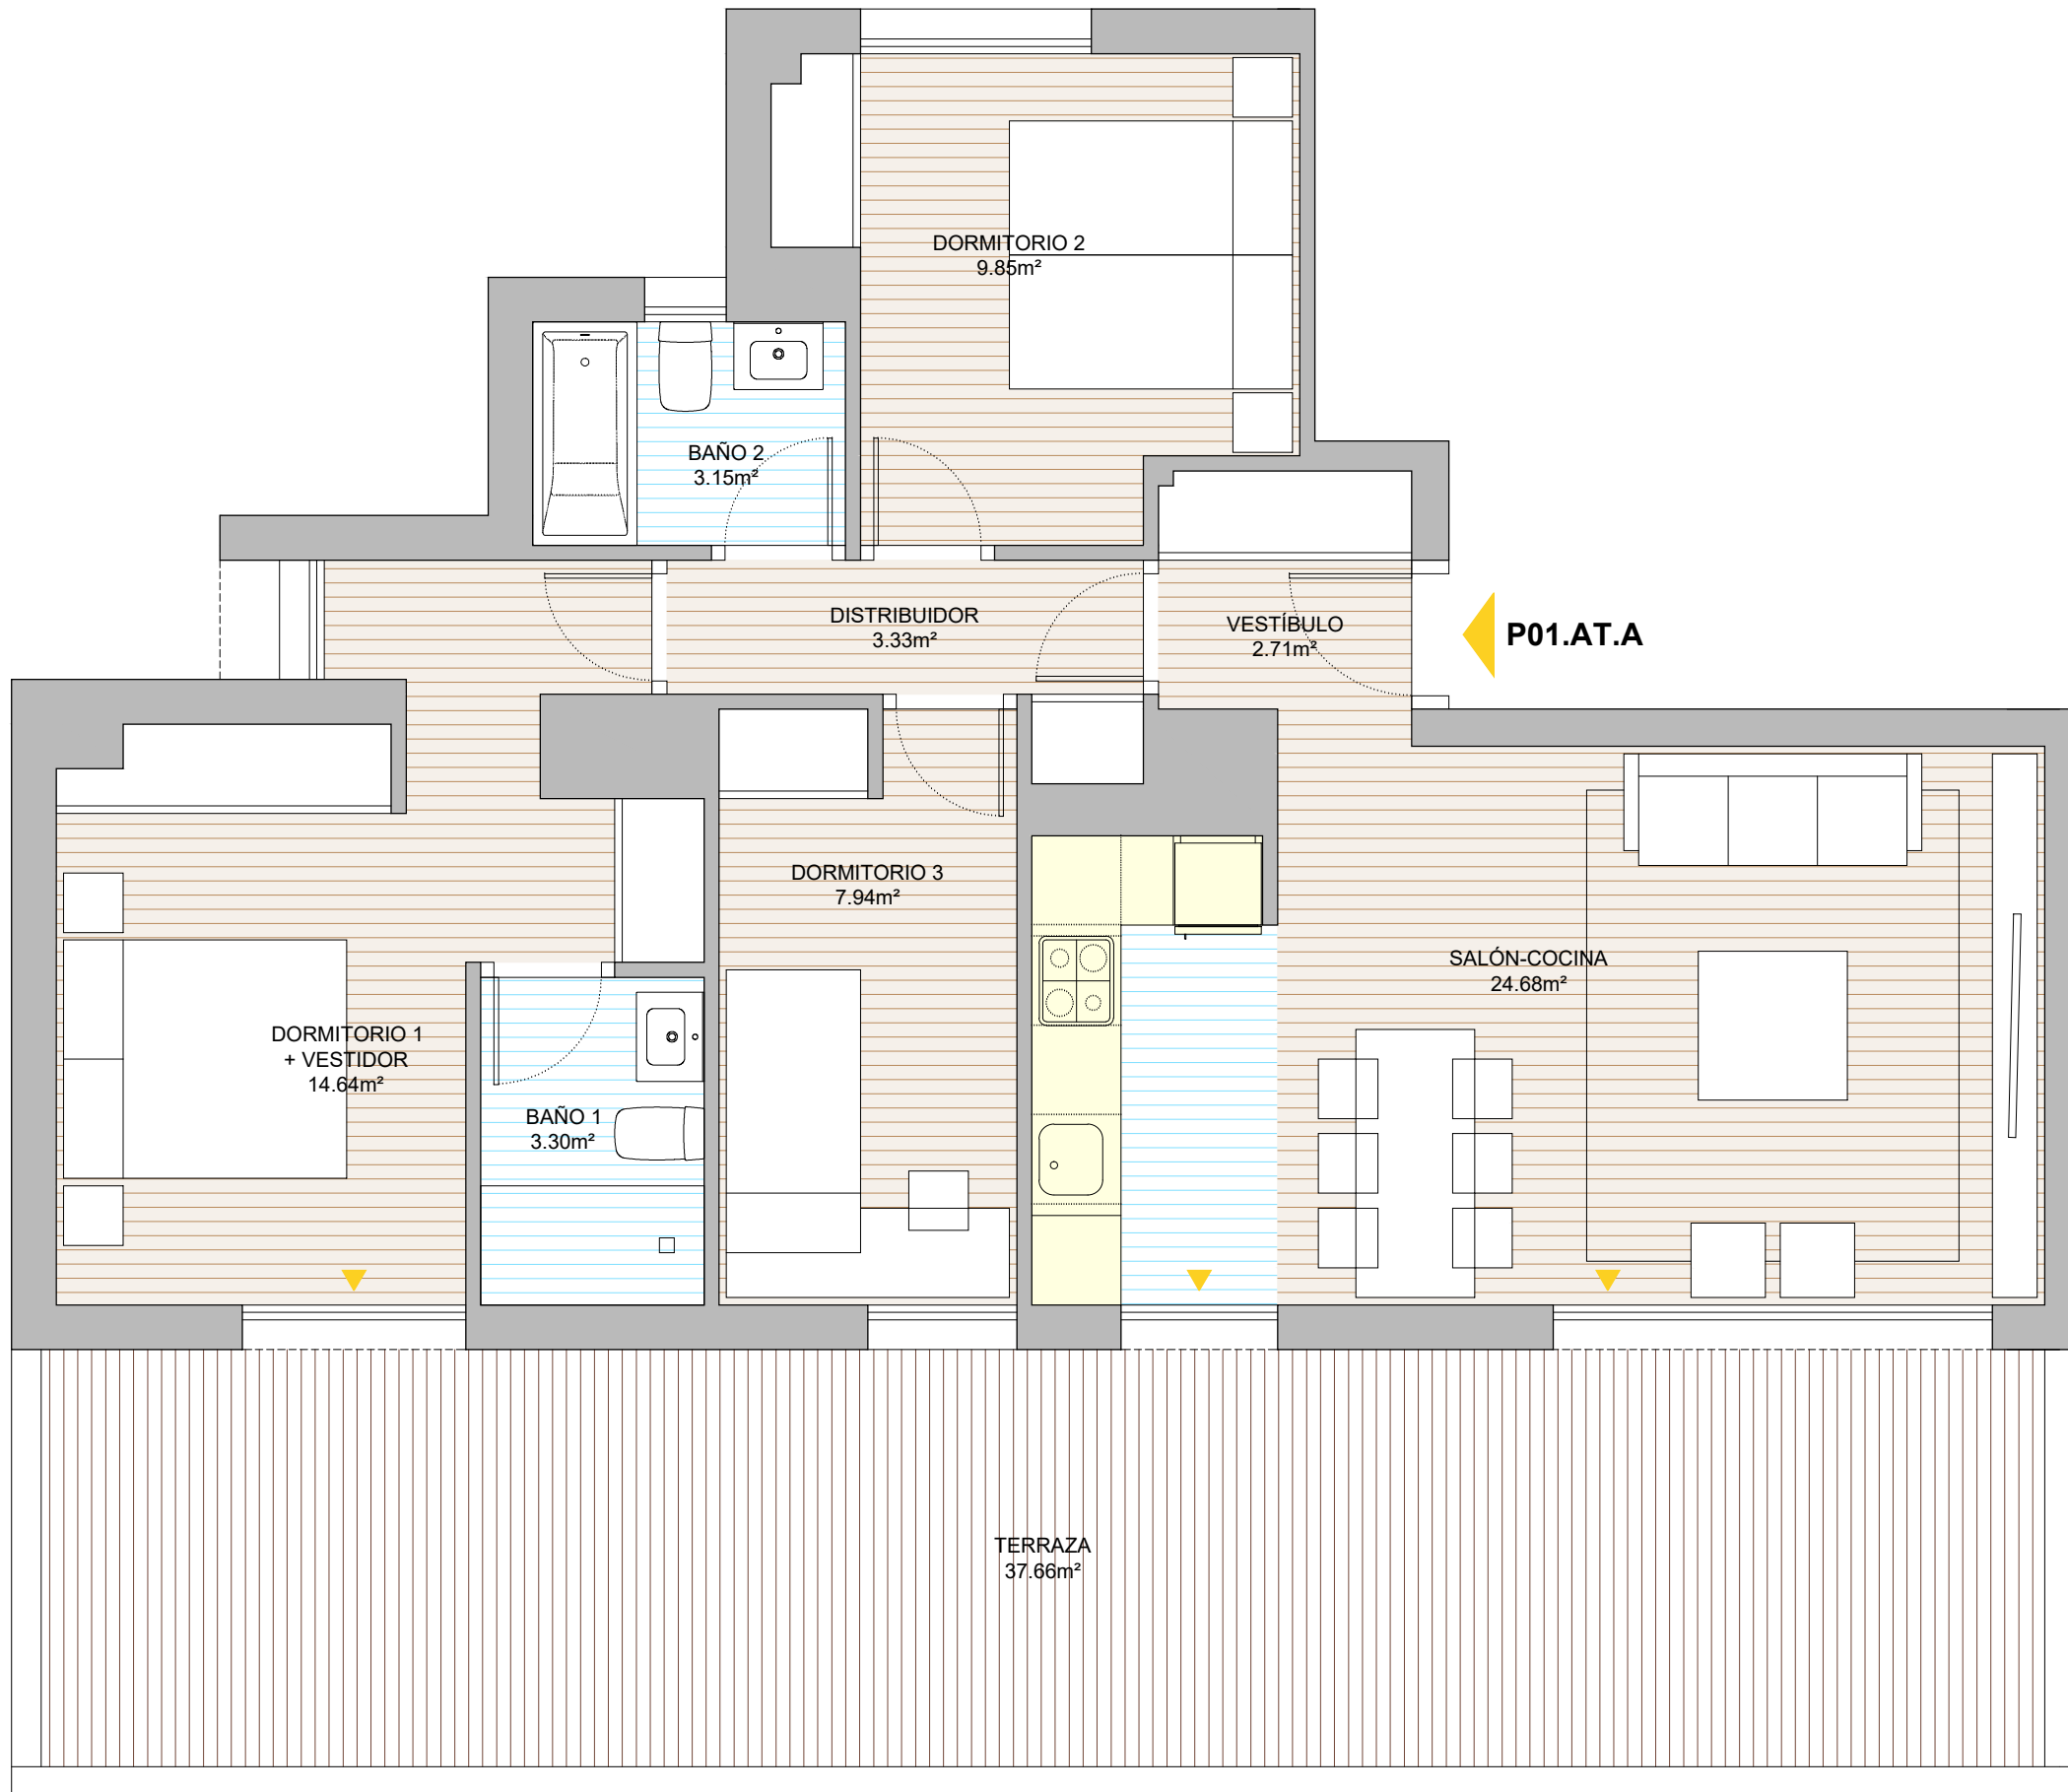 DORMITORIO 2
9.85m²
BAÑO 2
3.15m²
DISTRIBUIDOR
3.33m²
VESTÍBULO
2.71m²
P01.AT.A
DORMITORIO 3
7.94m²
SALÓN-COCINA
24.68m²
DORMITORIO 1
+ VESTIDOR
14.64m²
BAÑO 1
3.30m²
TERRAZA
37.66m²